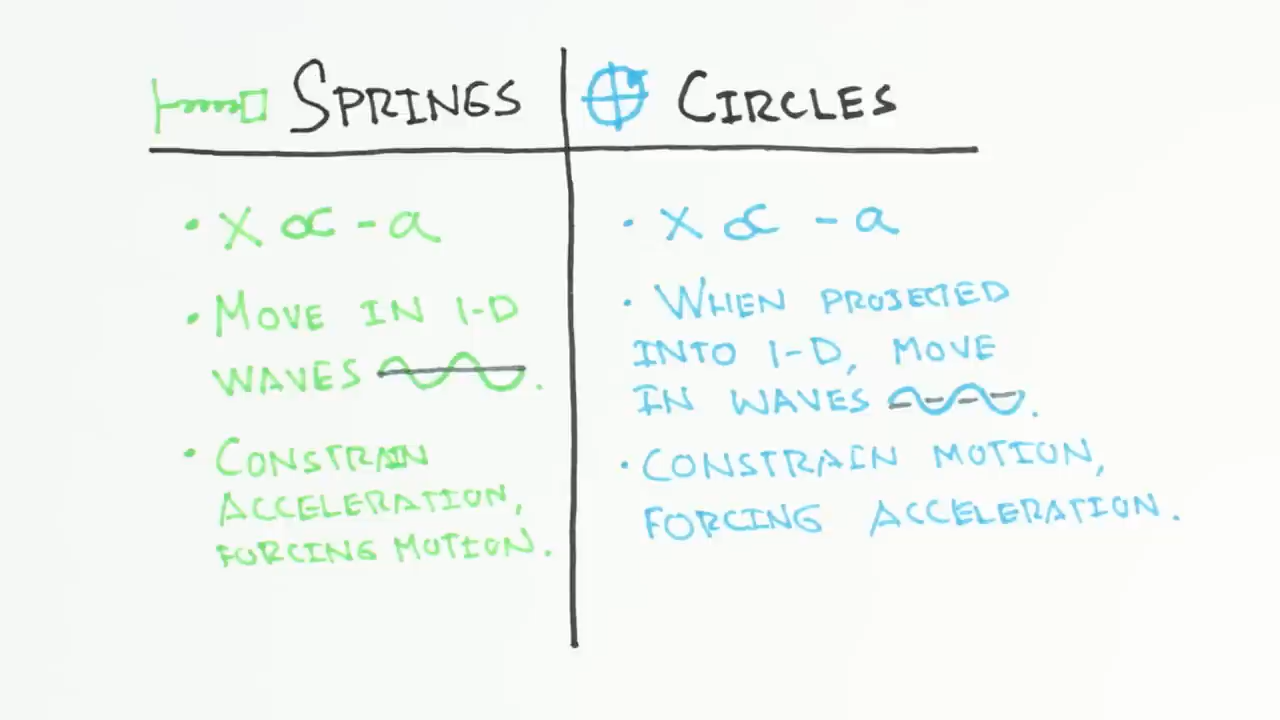 SPRINGS
CIRCLES
• X ∝ -a
• MOVE IN 1-D
WAVES .
• CONSTRAIN
ACCELERATION,
FORCING MOTION.
• X ∝ -a
• WHEN PROJECTED
INTO 1-D, MOVE
IN WAVES .
• CONSTRAIN MOTION,
FORCING ACCELERATION.